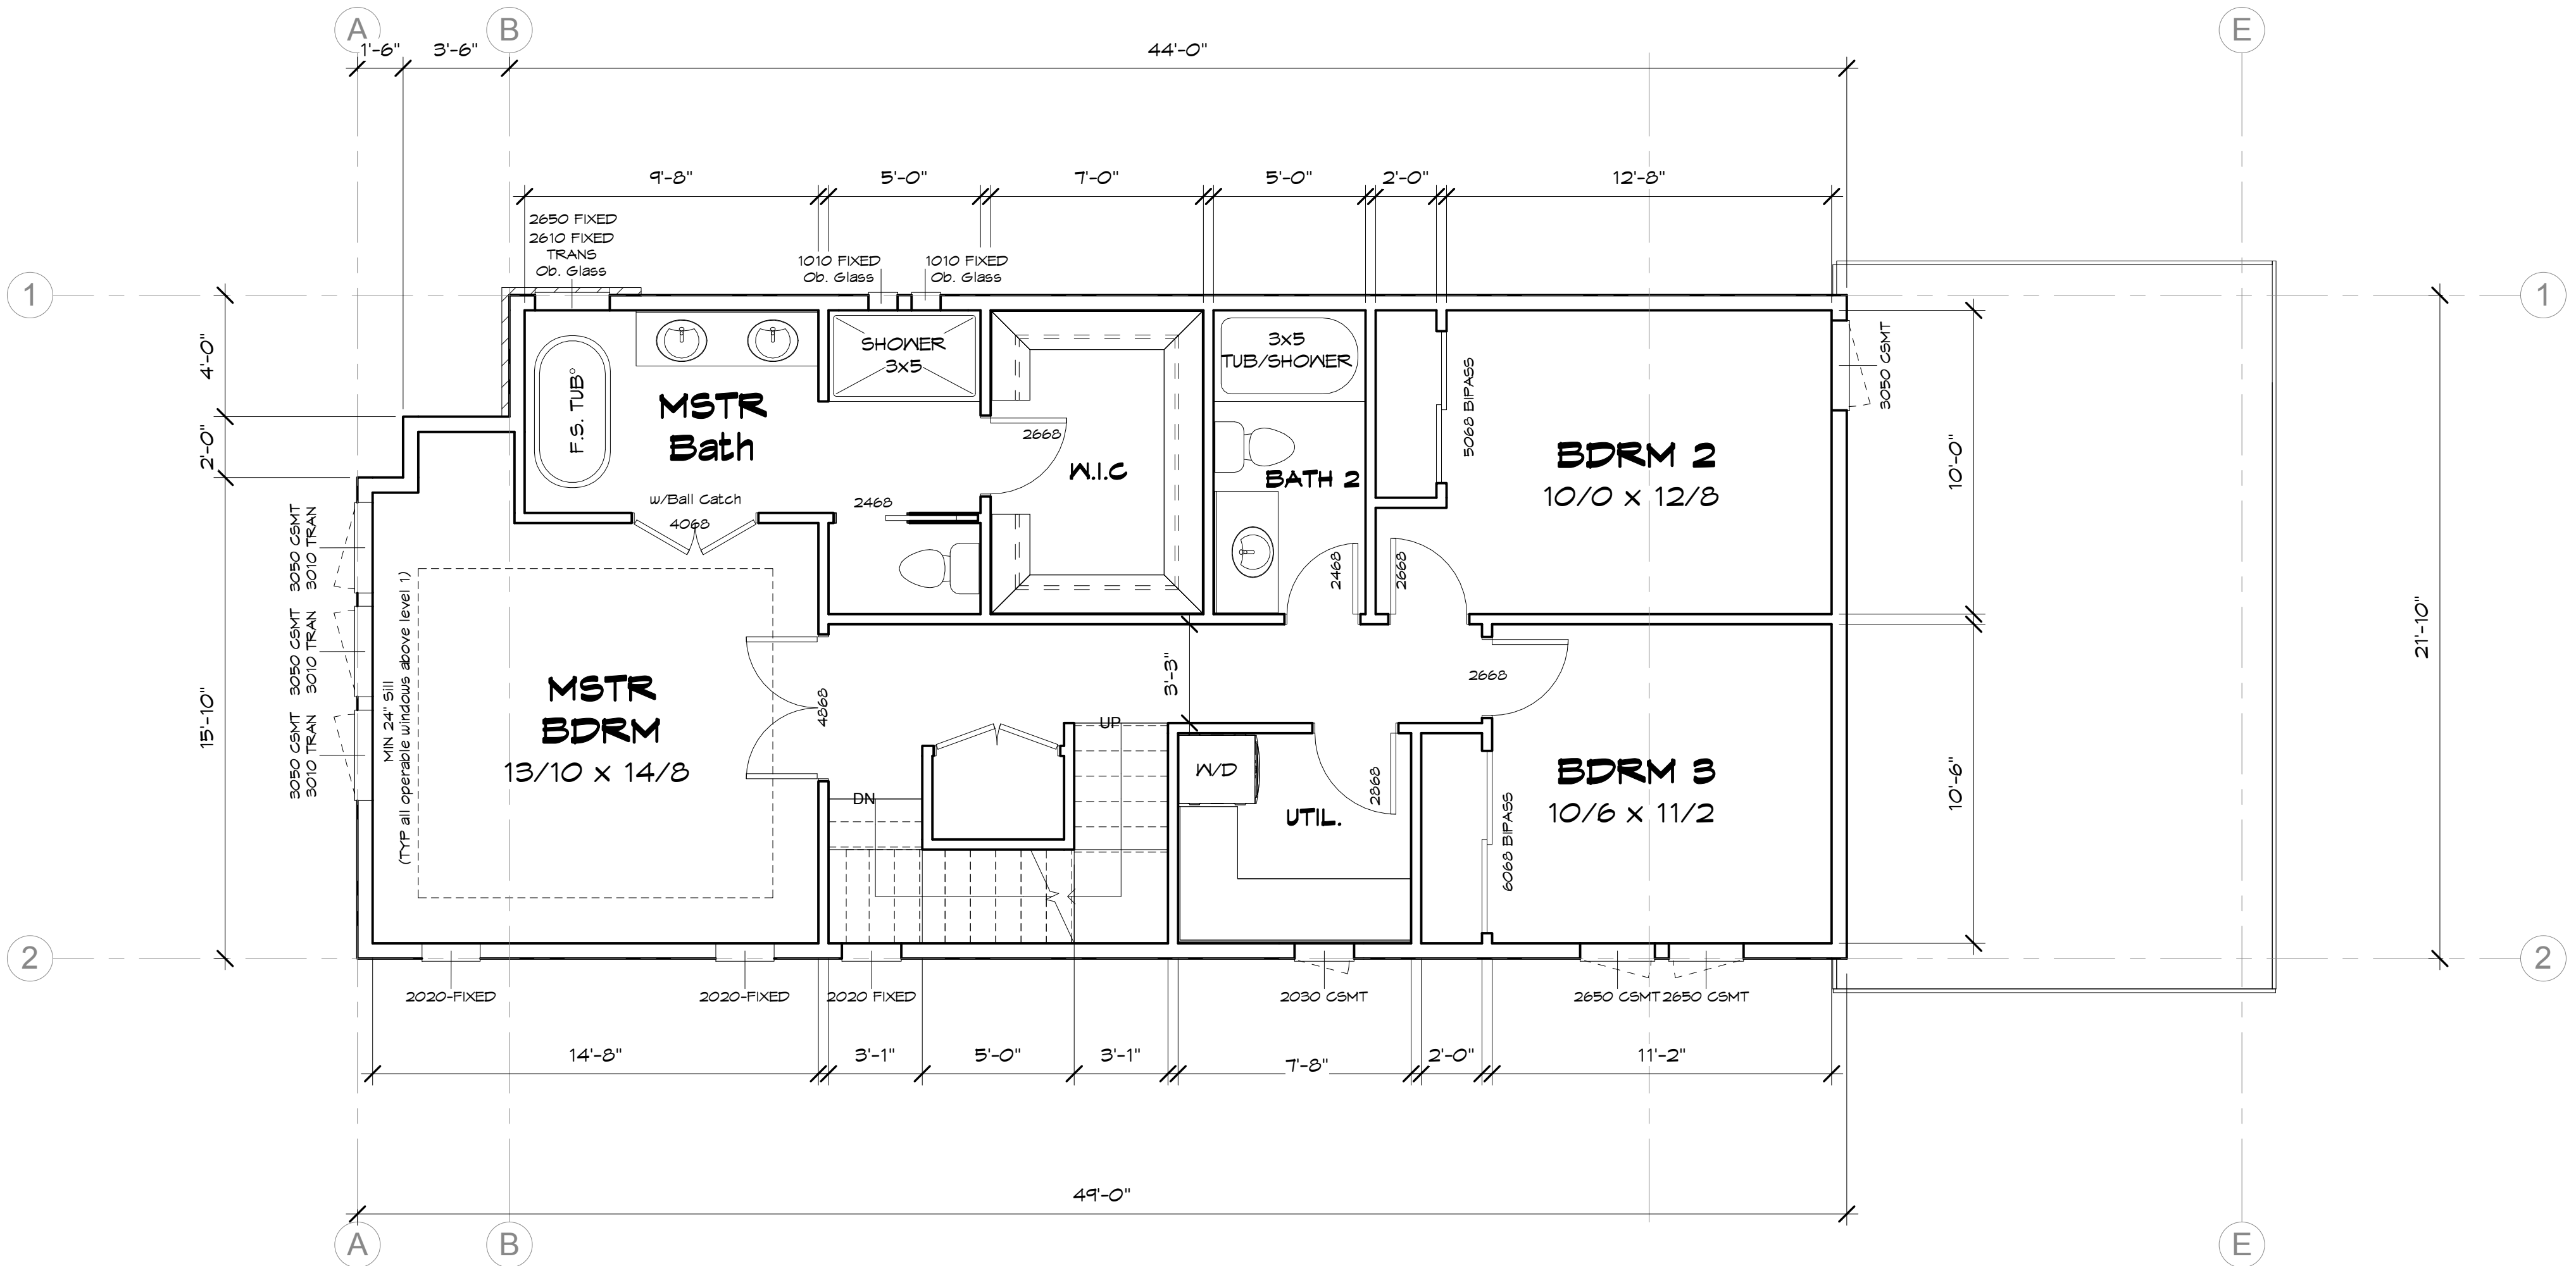 A
B
E
1'-6"
3'-6"
44'-0"
9'-8"
5'-0"
7'-0"
5'-0"
2'-0"
12'-8"
2650 FIXED
2610 FIXED
TRANS
Ob. Glass
1010 FIXED
Ob. Glass
1010 FIXED
Ob. Glass
1
1
4'-0"
2'-0"
15'-10"
F.S. TUB
MSTR
Bath
SHOWER
3x5
2668
W.I.C
3x5
TUB/SHOWER
BATH 2
5068 BIPASS
BDRM 2
10/0 x 12/8
3050 CSMT
10'-0"
w/Ball Catch
4068
2468
2468
2668
3050 CSMT
3010 TRAN
3050 CSMT
3010 TRAN
3050 CSMT
3010 TRAN
MIN 24" Sill
(TYP all operable windows above level 1)
MSTR
BDRM
13/10 x 14/8
4868
3'-3"
UP
DN
W/D
UTIL.
2868
2668
6068 BIPASS
BDRM 3
10/6 x 11/2
10'-6"
21'-10"
2
2
2020-FIXED
2020-FIXED
2020 FIXED
2030 CSMT
2650 CSMT
2650 CSMT
14'-8"
3'-1"
5'-0"
3'-1"
7'-8"
2'-0"
11'-2"
49'-0"
A
B
E